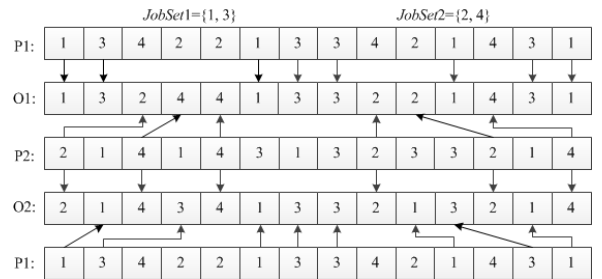 JobSet1={1, 3} JobSet2={2, 4}
P1: 1 3 4 2 2 1 3 3 4 2 1 4 3 1
O1: 1 3 2 4 4 1 3 3 2 2 1 4 3 1
P2: 2 1 4 1 4 3 1 3 2 3 3 2 1 4
O2: 2 1 4 3 4 1 3 3 2 1 3 2 1 4
P1: 1 3 4 2 2 1 3 3 4 2 1 4 3 1